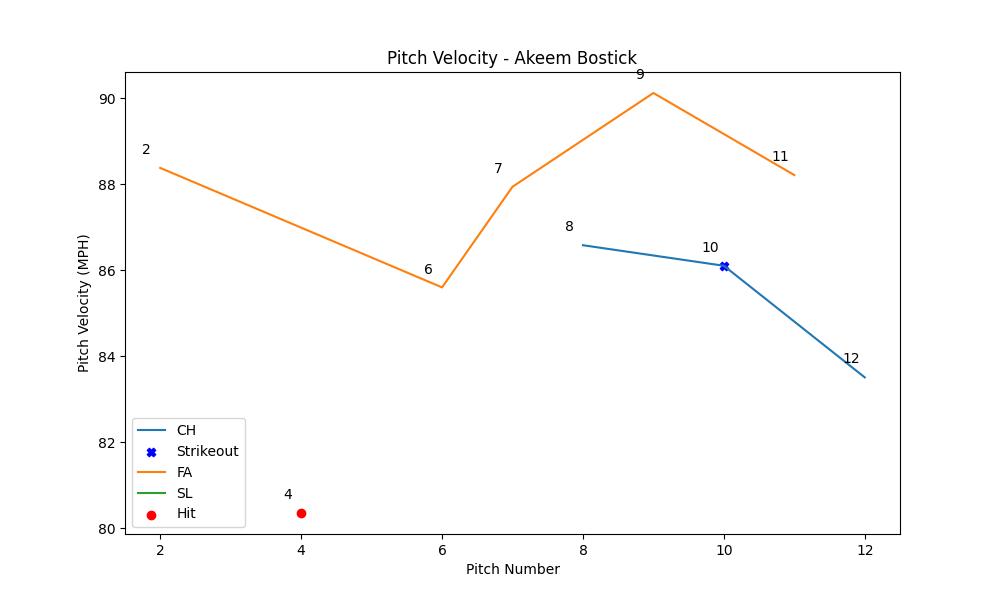 Pitch Velocity - Akeem Bostick
Pitch Velocity (MPH)
90
88
86
84
82
80
2
6
7
9
11
8
10
12
4
CH
Strikeout
FA
SL
Hit
2
4
6
8
10
12
Pitch Number